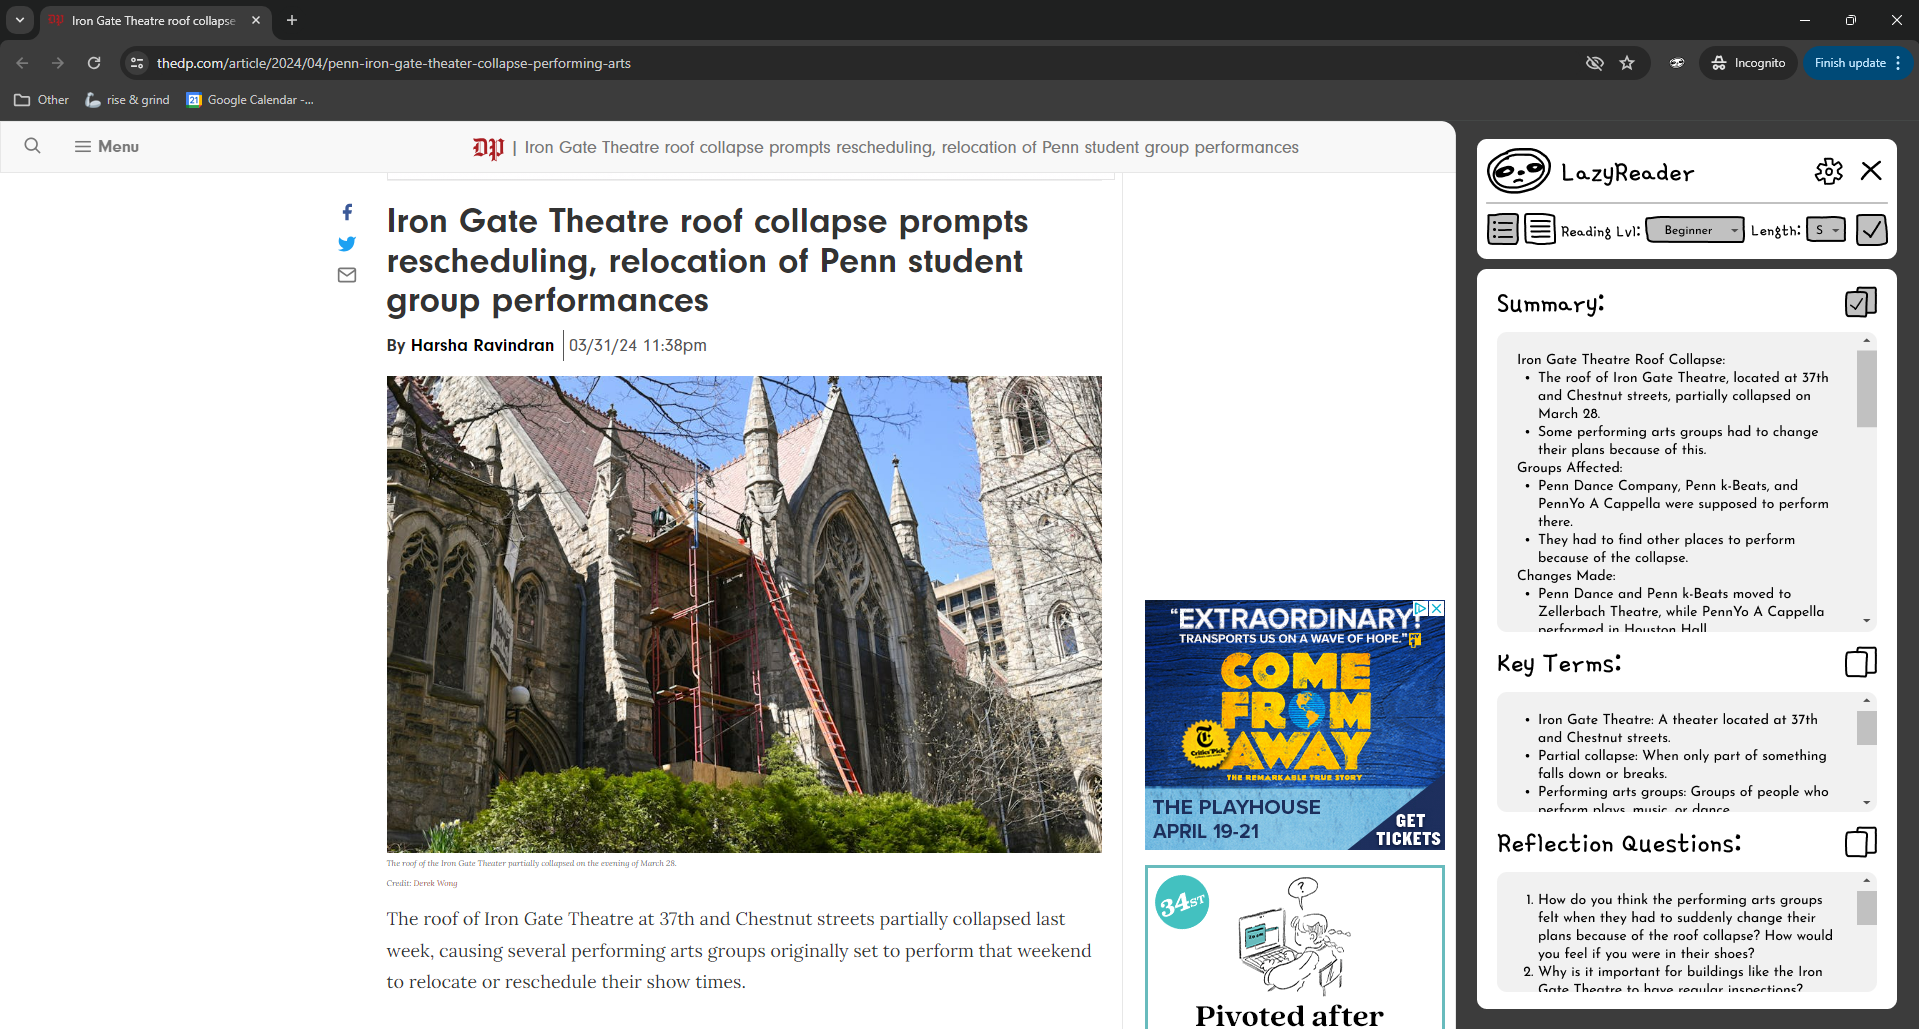 Iron Gate Theatre roof collapse
thedp.com/article/2024/04/penn-iron-gate-theater-collapse-performing-arts
Incognito
Finish update
Other
rise & grind
21
Google Calendar -...
Menu
DP | Iron Gate Theatre roof collapse prompts rescheduling, relocation of Penn student group performances
Iron Gate Theatre roof collapse prompts
rescheduling, relocation of Penn student
group performances
By Harsha Ravindran
03/31/24 11:38pm
The roof of the Iron Gate Theater partially collapsed on the evening of March 28.
Credit: Derek Wong
The roof of Iron Gate Theatre at 37th and Chestnut streets partially collapsed last
week, causing several performing arts groups originally set to perform that weekend
to relocate or reschedule their show times.
"EXTRAORDINARY!
TRANSPORTS US ON A WAVE OF HOPE."
COME
FROM
AWAY
Critics' Pick
THE REMARKABLE TRUE STORY
THE PLAYHOUSE
APRIL 19-21
GET
TICKETS
34ST
?
Pivoted after
LazyReader
Reading Lvl:
Beginner
Length:
S
Summary:
Iron Gate Theatre Roof Collapse:
• The roof of Iron Gate Theatre, located at 37th
and Chestnut streets, partially collapsed on
March 28.
• Some performing arts groups had to change
their plans because of this.
Groups Affected:
• Penn Dance Company, Penn k-Beats, and
PennYo A Cappella were supposed to perform
there.
• They had to find other places to perform
because of the collapse.
Changes Made:
• Penn Dance and Penn k-Beats moved to
Zellerbach Theatre, while PennYo A Cappella
performed in Houston Hall
Key Terms:
• Iron Gate Theatre: A theater located at 37th
and Chestnut streets.
• Partial collapse: When only part of something
falls down or breaks.
• Performing arts groups: Groups of people who
perform plays, music, or dance
Reflection Questions:
1. How do you think the performing arts groups
felt when they had to suddenly change their
plans because of the roof collapse? How would
you feel if you were in their shoes?
2. Why is it important for buildings like the Iron
Gate Theatre to have regular inspections?